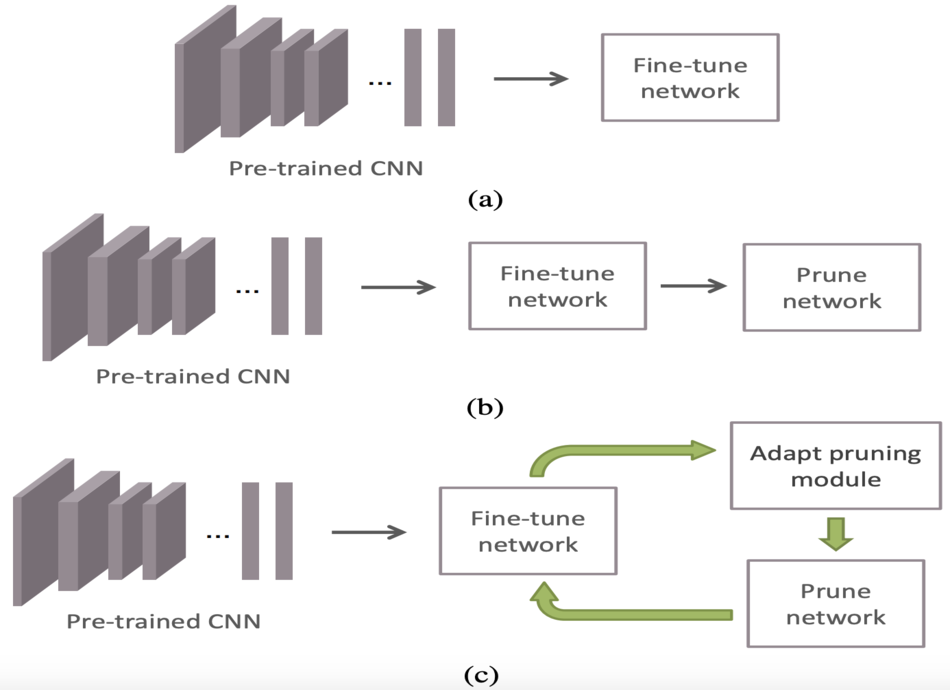 Fine-tune
network
...
Pre-trained CNN
(a)
Fine-tune
network
Prune
network
...
Pre-trained CNN
(b)
Adapt pruning
module
Fine-tune
network
...
Prune
network
Pre-trained CNN
(c)